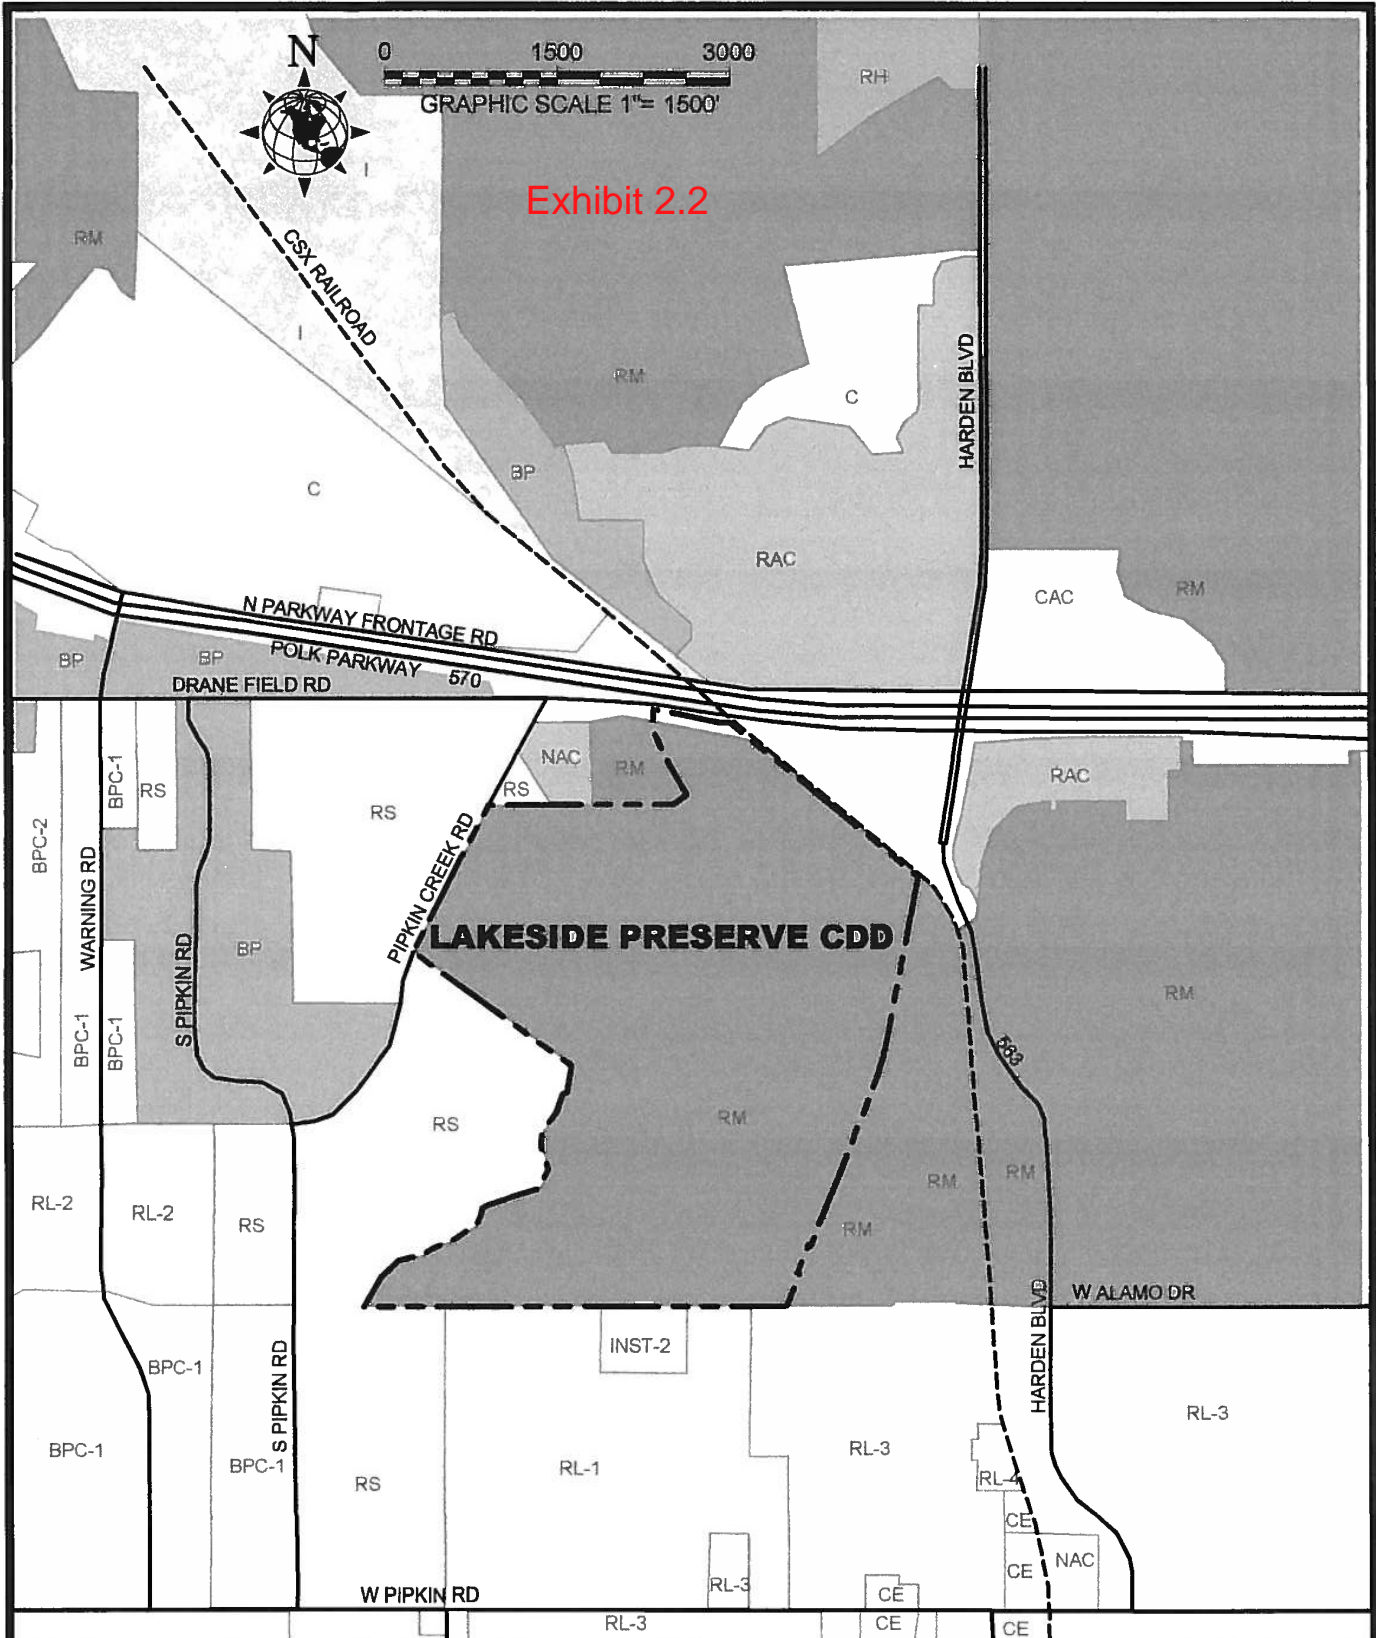 N
0 1500 3000
GRAPHIC SCALE 1"= 1500'
RH
I
Exhibit 2.2
RM
CSX RAILROAD
I
HARDEN BLVD
RM
C
BP
C
RAC
CAC
RM
N PARKWAY FRONTAGE RD
POLK PARKWAY 570
BP
BP
DRANE FIELD RD
NAC
RM
RAC
BPC-1
RS
RS
RS
BPC-2
WARNING RD
PIPKIN CREEK RD
LAKESIDE PRESERVE CDD
S PIPKIN RD
BP
RM
BPC-1
BPC-1
563
RS
RM
RM
RM
RL-2
RL-2
RS
RM
W ALAMO DR
HARDEN BLVD
INST-2
BPC-1
S PIPKIN RD
RL-3
BPC-1
BPC-1
RS
RL-1
RL-3
RL-4
CE
NAC
CE
RL-3
CE
W PIPKIN RD
RL-3
CE
CE